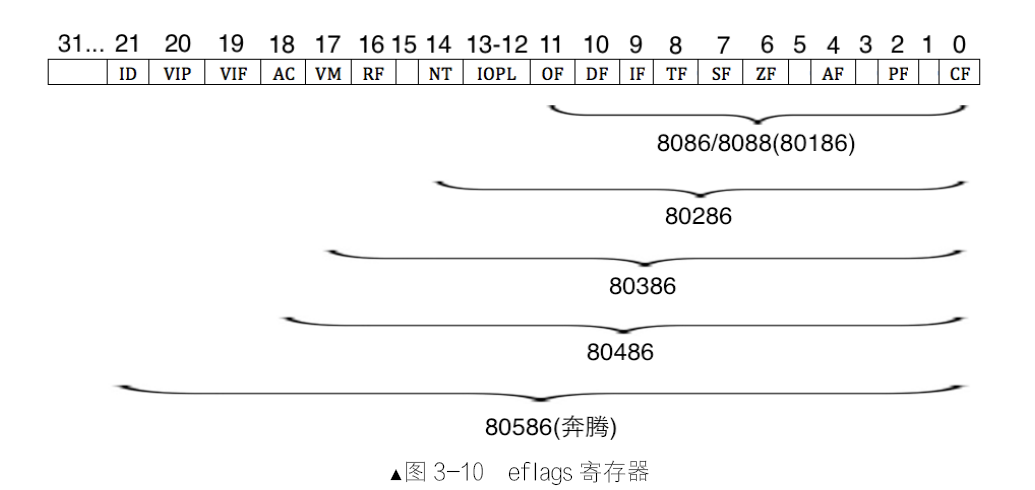 31... 21 20 19 18 17 16 15 14 13-12 11 10 9 8 7 6 5 4 3 2 1 0
ID VIP VIF AC VM RF NT IOPL OF DF IF TF SF ZF AF PF CF
8086/8088(80186)
80286
80386
80486
80586(奔腾)
▲图 3-10 eflags 寄存器